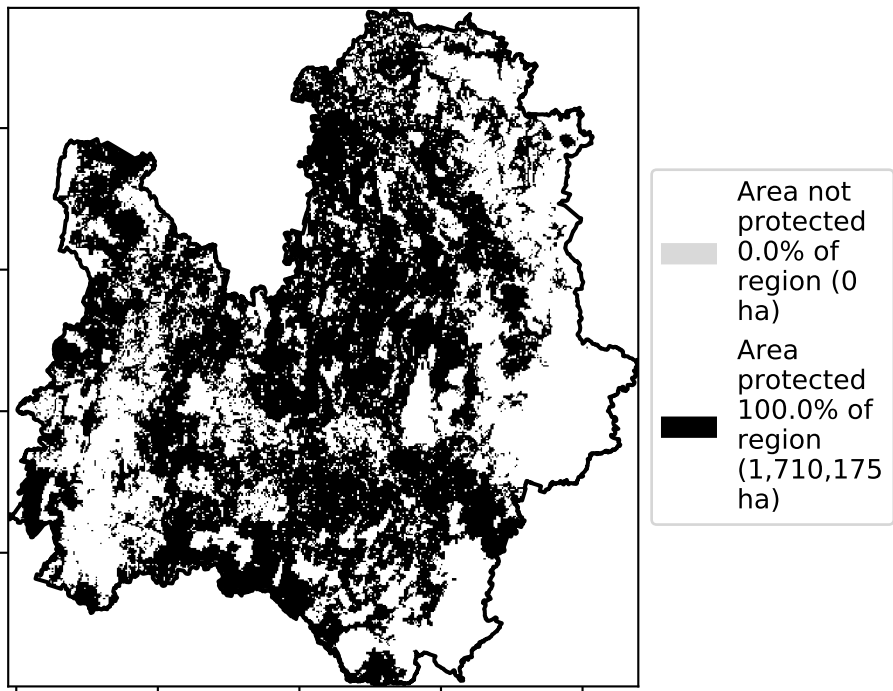 Area not
protected
0.0% of
region (0
ha)
Area
protected
100.0% of
region
(1,710,175
ha)